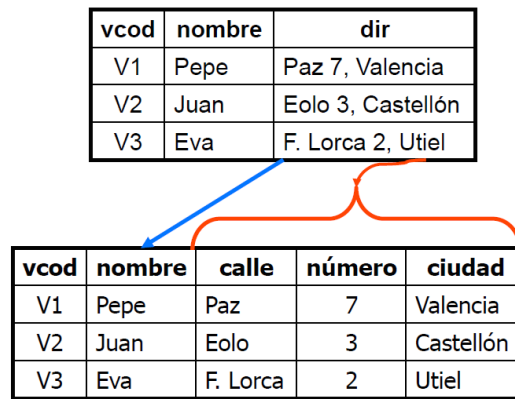 vcod nombre dir
V1 Pepe Paz 7, Valencia
V2 Juan Eolo 3, Castellón
V3 Eva F. Lorca 2, Utiel
vcod nombre calle número ciudad
V1 Pepe Paz 7 Valencia
V2 Juan Eolo 3 Castellón
V3 Eva F. Lorca 2 Utiel